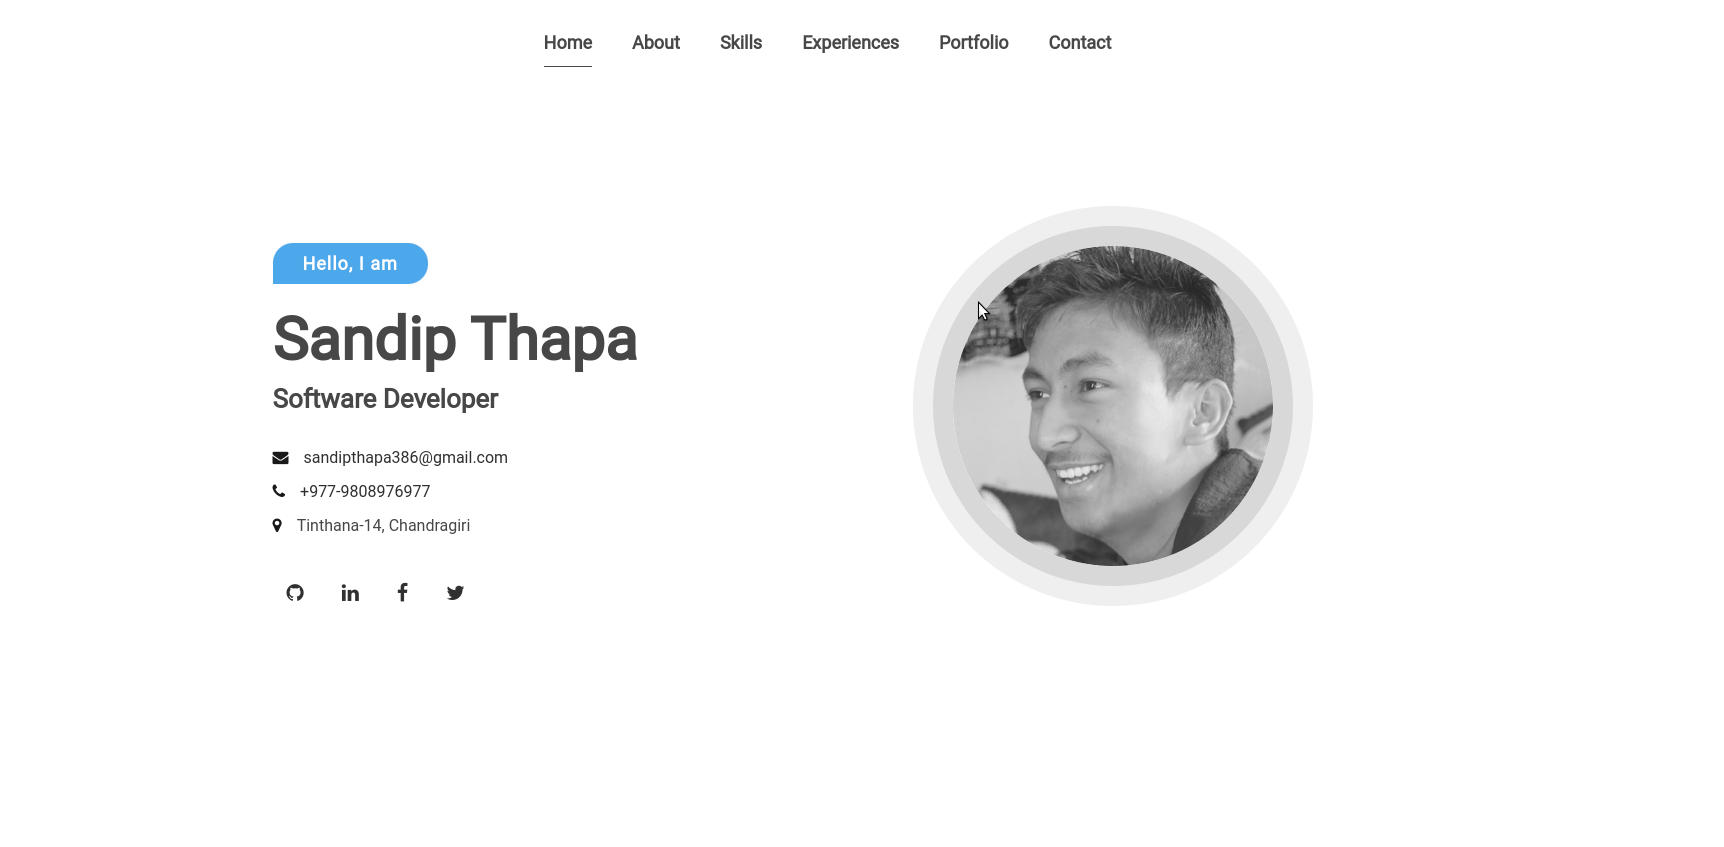 Home About Skills Experiences Portfolio Contact
Hello, I am
Sandip Thapa
Software Developer
sandipthapa386@gmail.com
+977-9808976977
Tinthana-14, Chandragiri